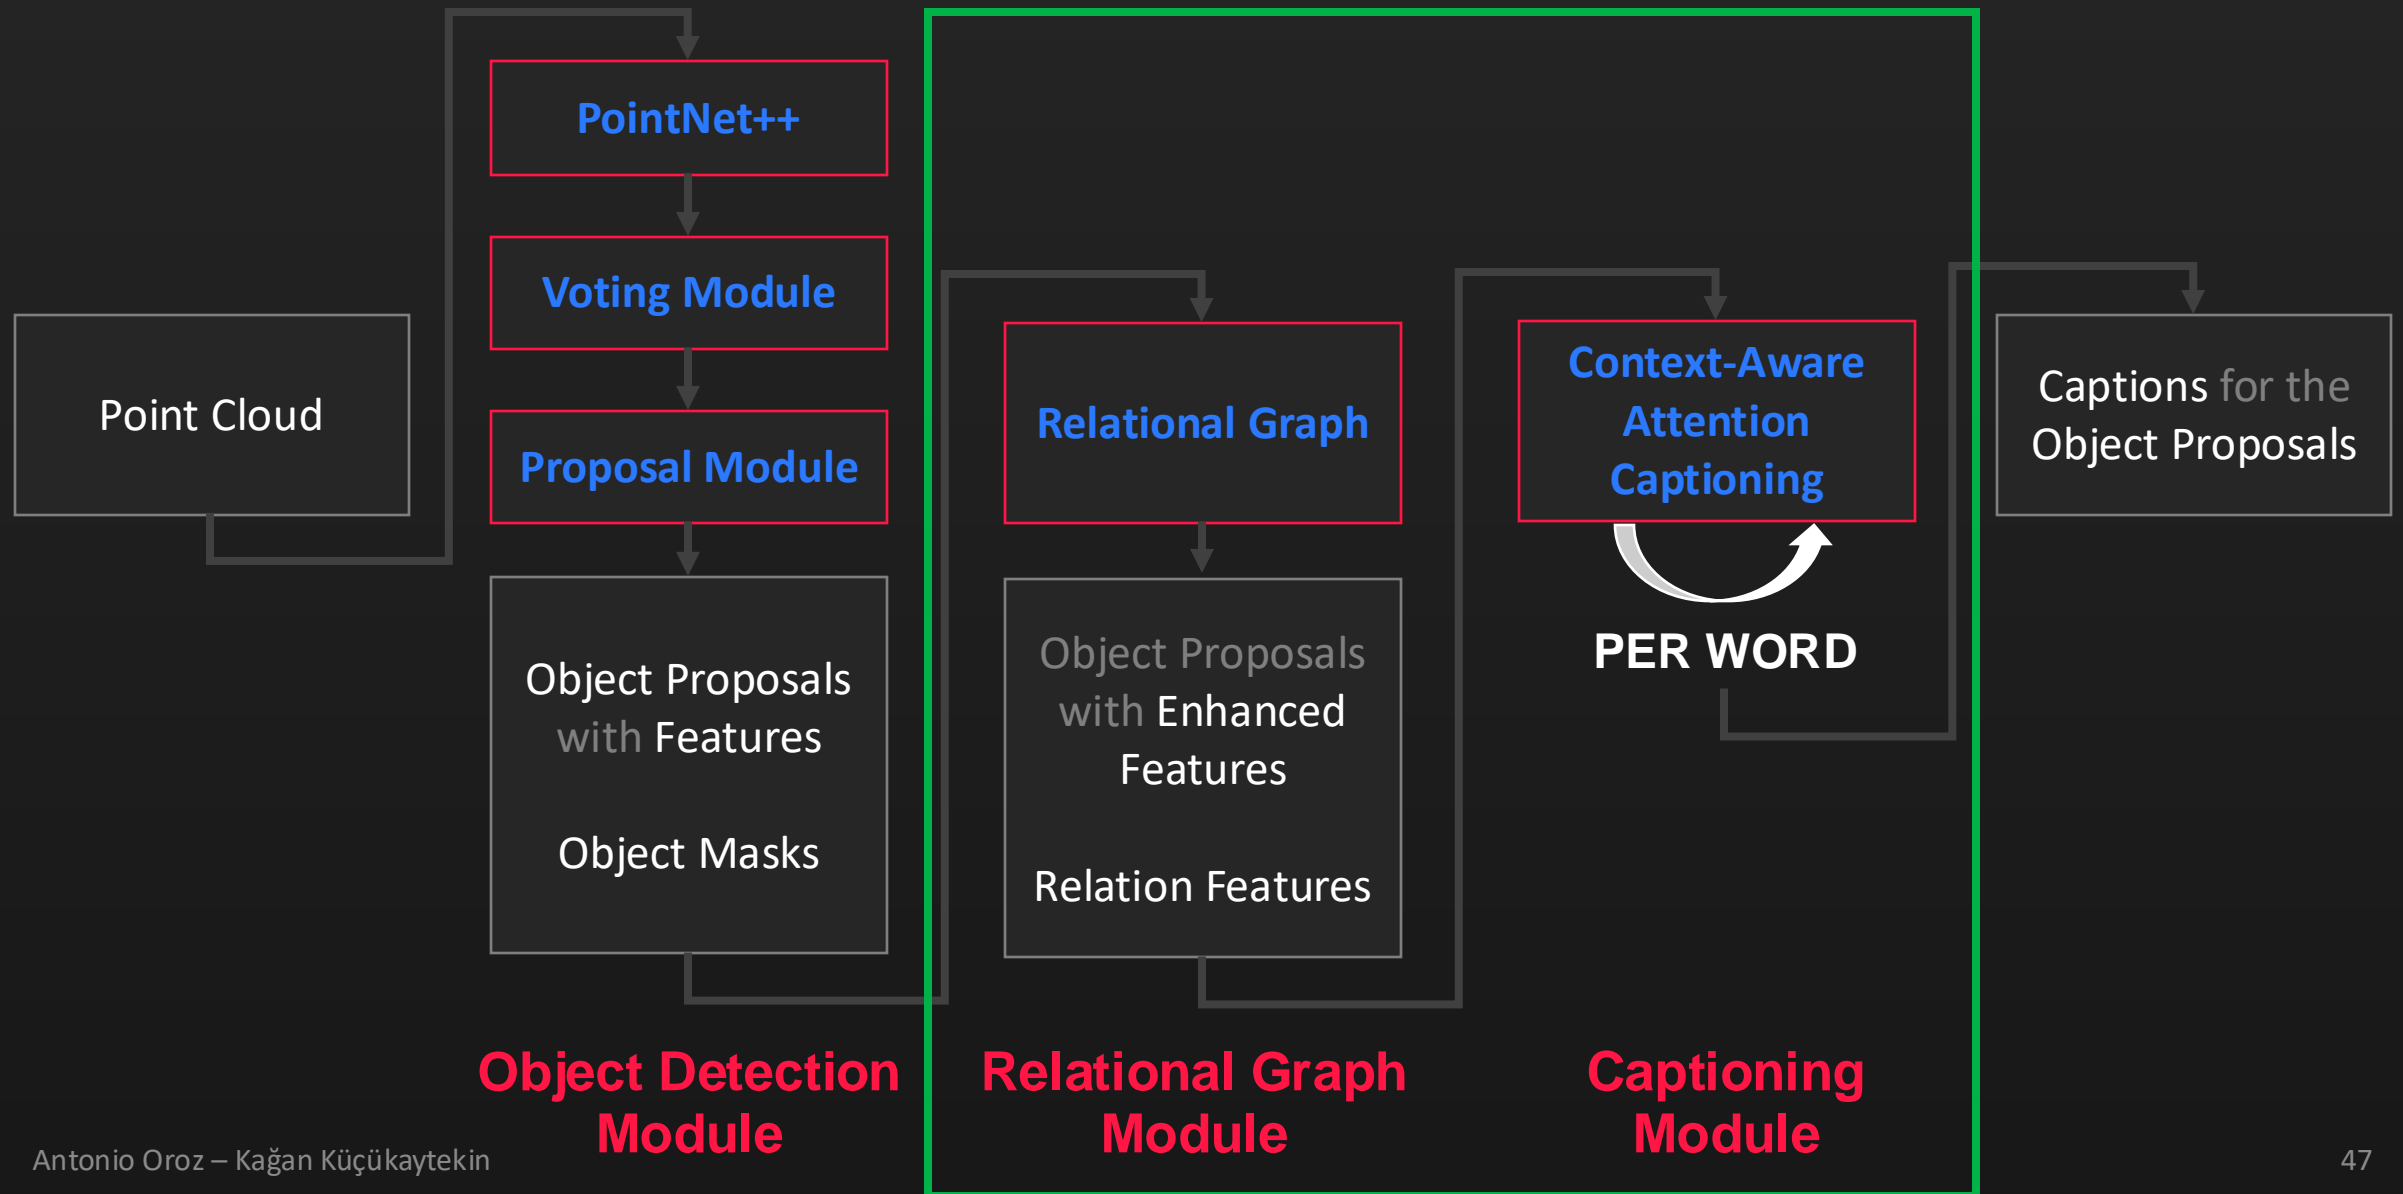 Point Cloud
PointNet++
Voting Module
Proposal Module
Object Proposals
with Features
Object Masks
Object Detection
Module
Relational Graph
Object Proposals
with Enhanced
Features
Relation Features
Relational Graph
Module
Context-Aware
Attention
Captioning
PER WORD
Captioning
Module
Captions for the
Object Proposals
Antonio Oroz – Kağan Küçükaytekin
47